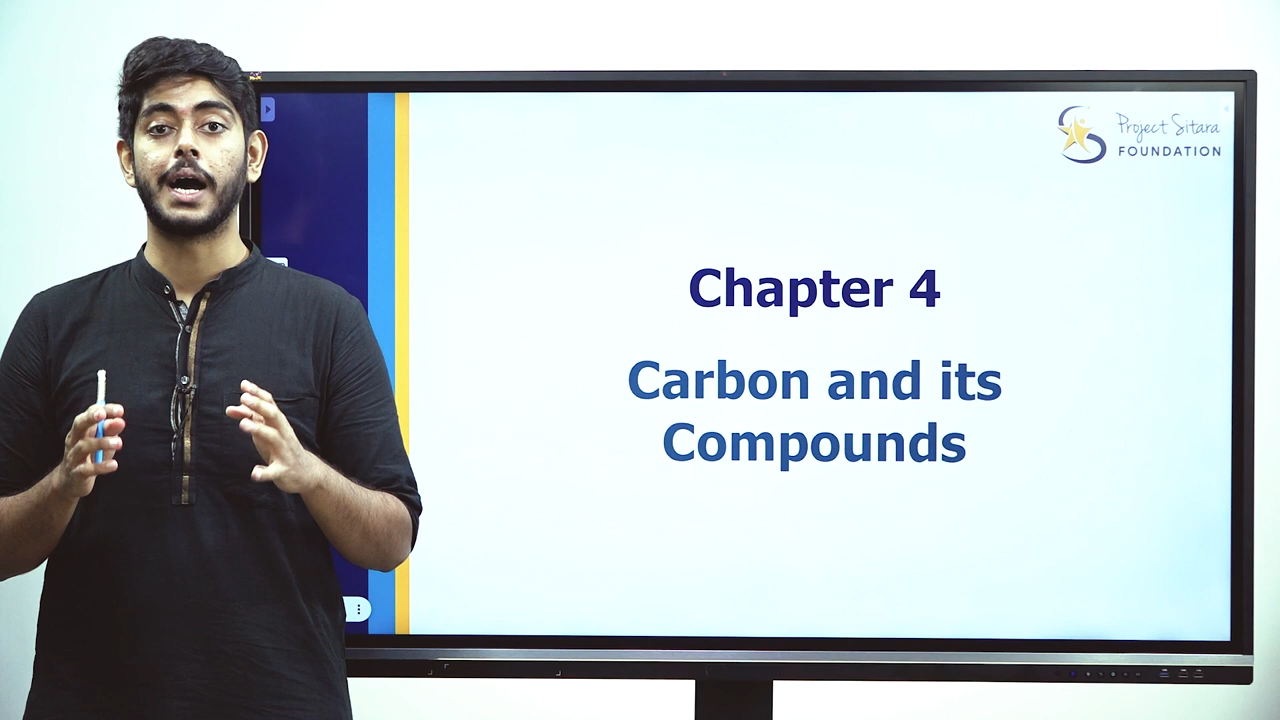 Project Sitara
FOUNDATION
Chapter 4
Carbon and its
Compounds